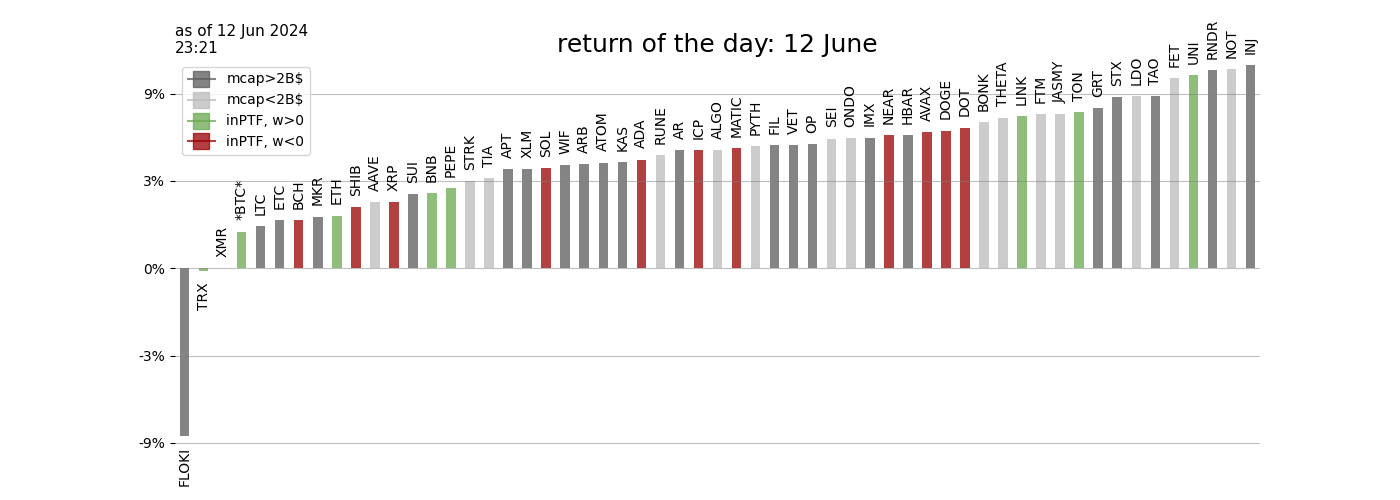 as of 12 Jun 2024
23:21
return of the day: 12 June
mcap>2B$
mcap<2B$
inPTF, w>0
inPTF, w<0
9%
3%
0%
-3%
-9%
FLOKI
TRX
XMR
*BTC*
LTC
ETC
BCH
MKR
ETH
SHIB
AAVE
XRP
SUI
BNB
PEPE
STRK
TIA
APT
XLM
SOL
WIF
ARB
ATOM
KAS
ADA
RUNE
AR
ICP
ALGO
MATIC
PYTH
FIL
VET
OP
SEI
ONDO
IMX
NEAR
HBAR
AVAX
DOGE
DOT
BONK
THETA
LINK
FTM
JASMY
TON
GRT
STX
LDO
TAO
FET
UNI
RNDR
NOT
INJ